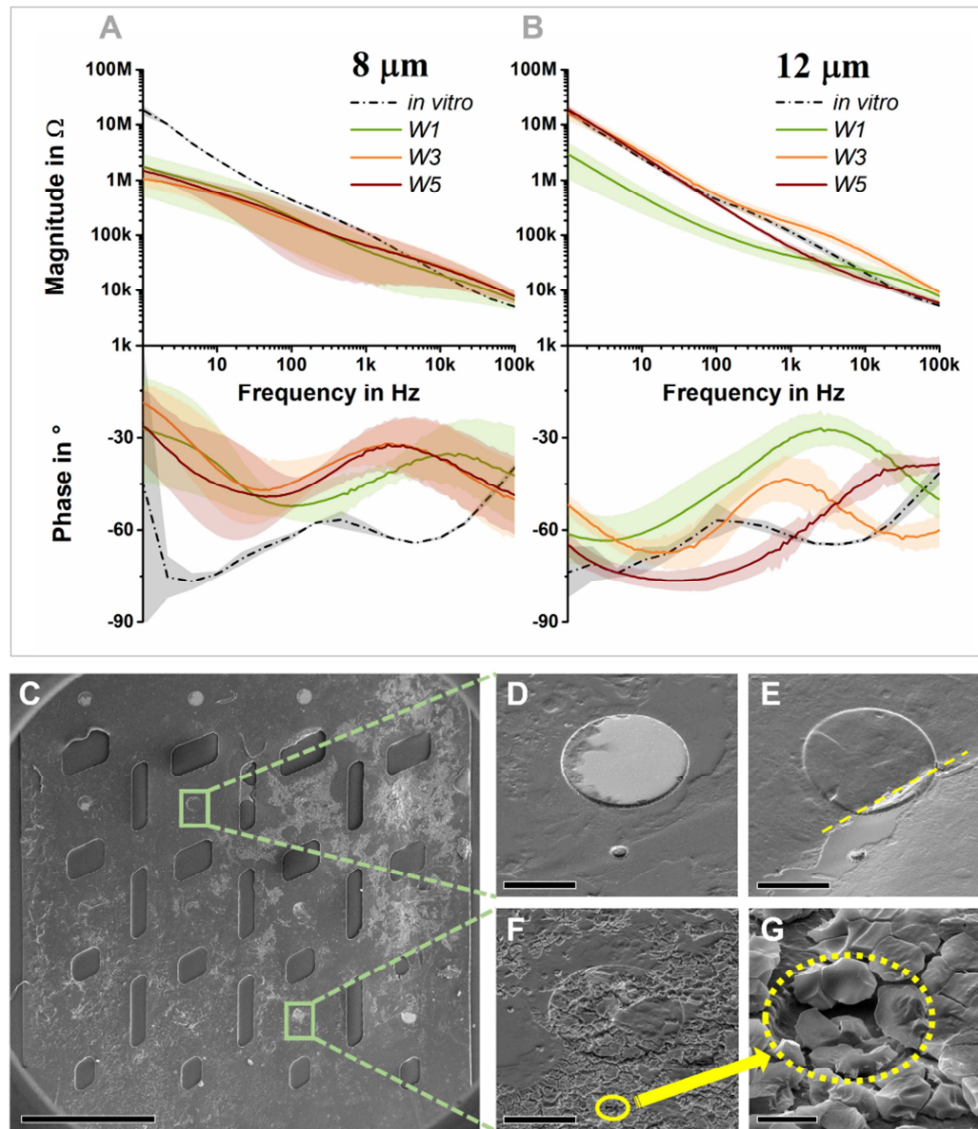 A
B
8 μm
12 μm
in vitro
W1
W3
W5
in vitro
W1
W3
W5
Magnitude in Ω
100M
10M
1M
100k
10k
1k
100M
10M
1M
100k
10k
1k
10 100 1k 10k 100k
10 100 1k 10k 100k
Frequency in Hz
Frequency in Hz
Phase in °
-30
-60
-90
-30
-60
-90
C
D
E
F
G